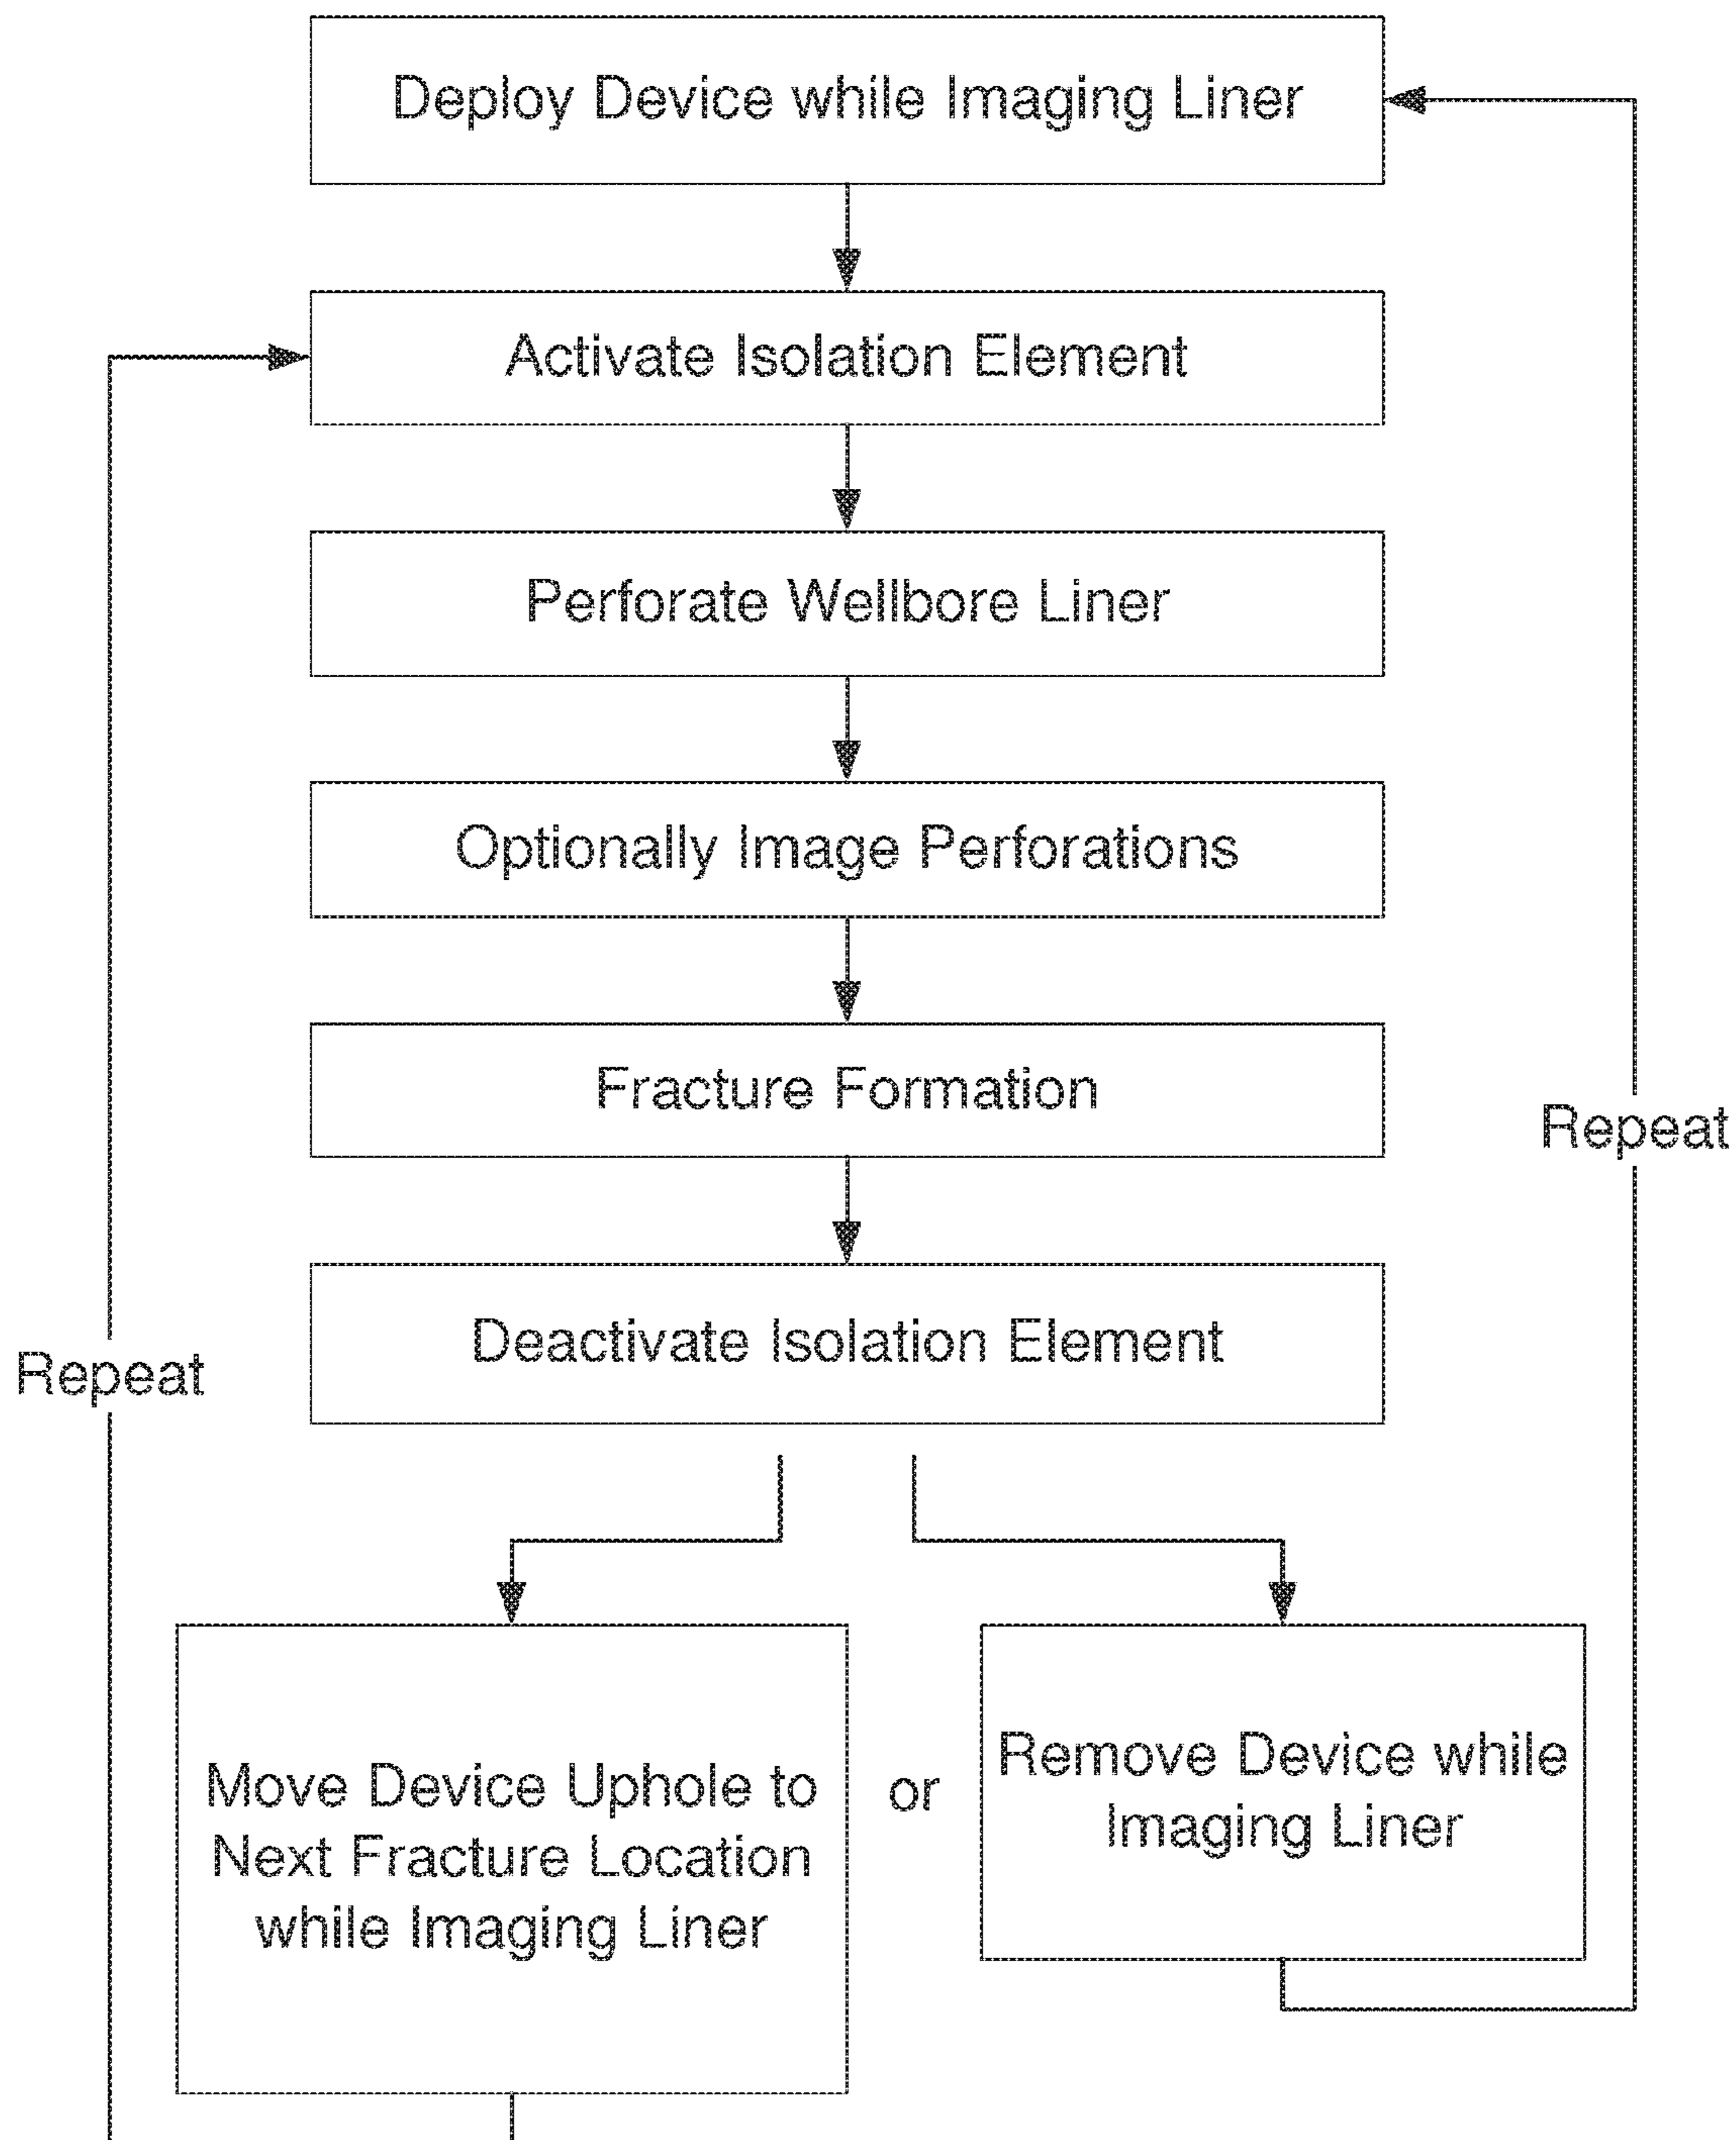 Deploy Device while Imaging Liner
Activate Isolation Element
Perforate Wellbore Liner
Optionally Image Perforations
Fracture Formation
Repeat
Deactivate Isolation Element
Repeat
Move Device Uphole to
Next Fracture Location
while Imaging Liner
or
Remove Device while
Imaging Liner